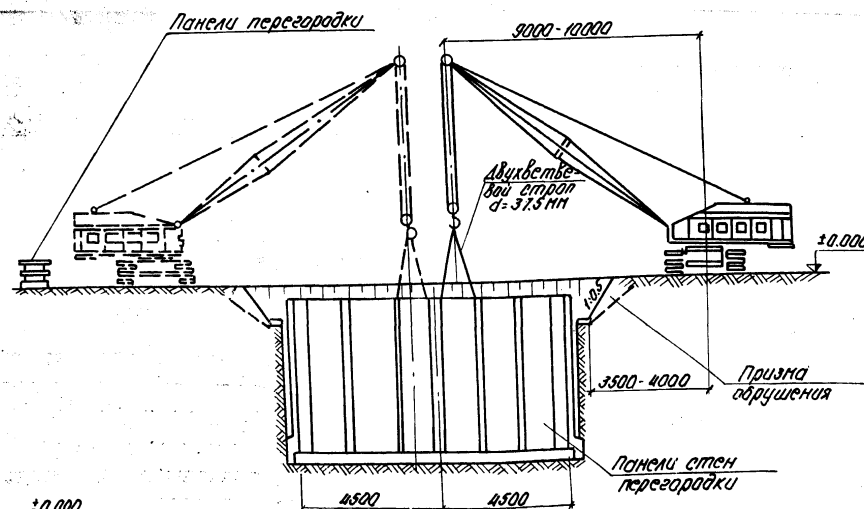 Панели перегородки
9000-10000
Двухветве-
вой строп
d=37.5 мм
±0.000
1:0.5
3500-4000
Призма
обрушения
Панели стен
перегородки
±0.000
4500
4500